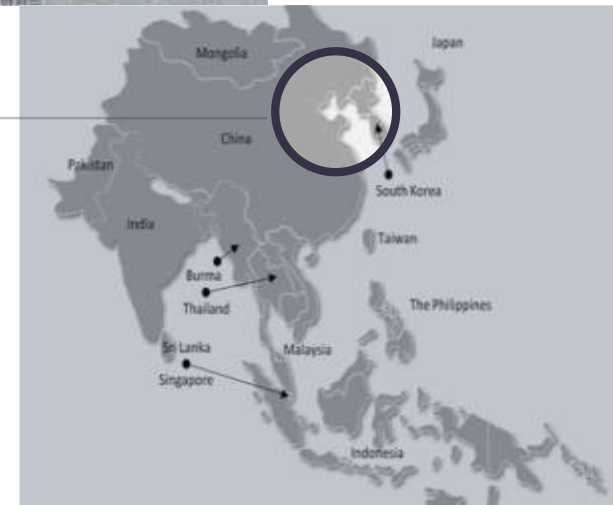 Japan
Mongolia
China
Pakistan
South Korea
India
Taiwan
Burma
The Philippines
Thailand
Sri Lanka
Malaysia
Singapore
Indonesia